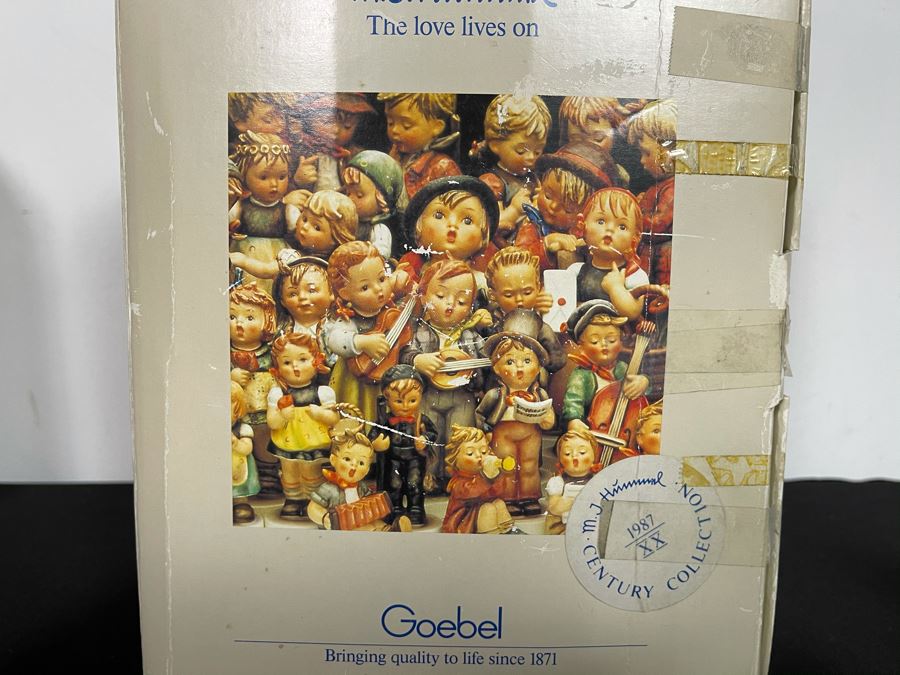 The love lives on
M.J. Hummel
1987
XX
CENTURY COLLECTION
Goebel
Bringing quality to life since 1871